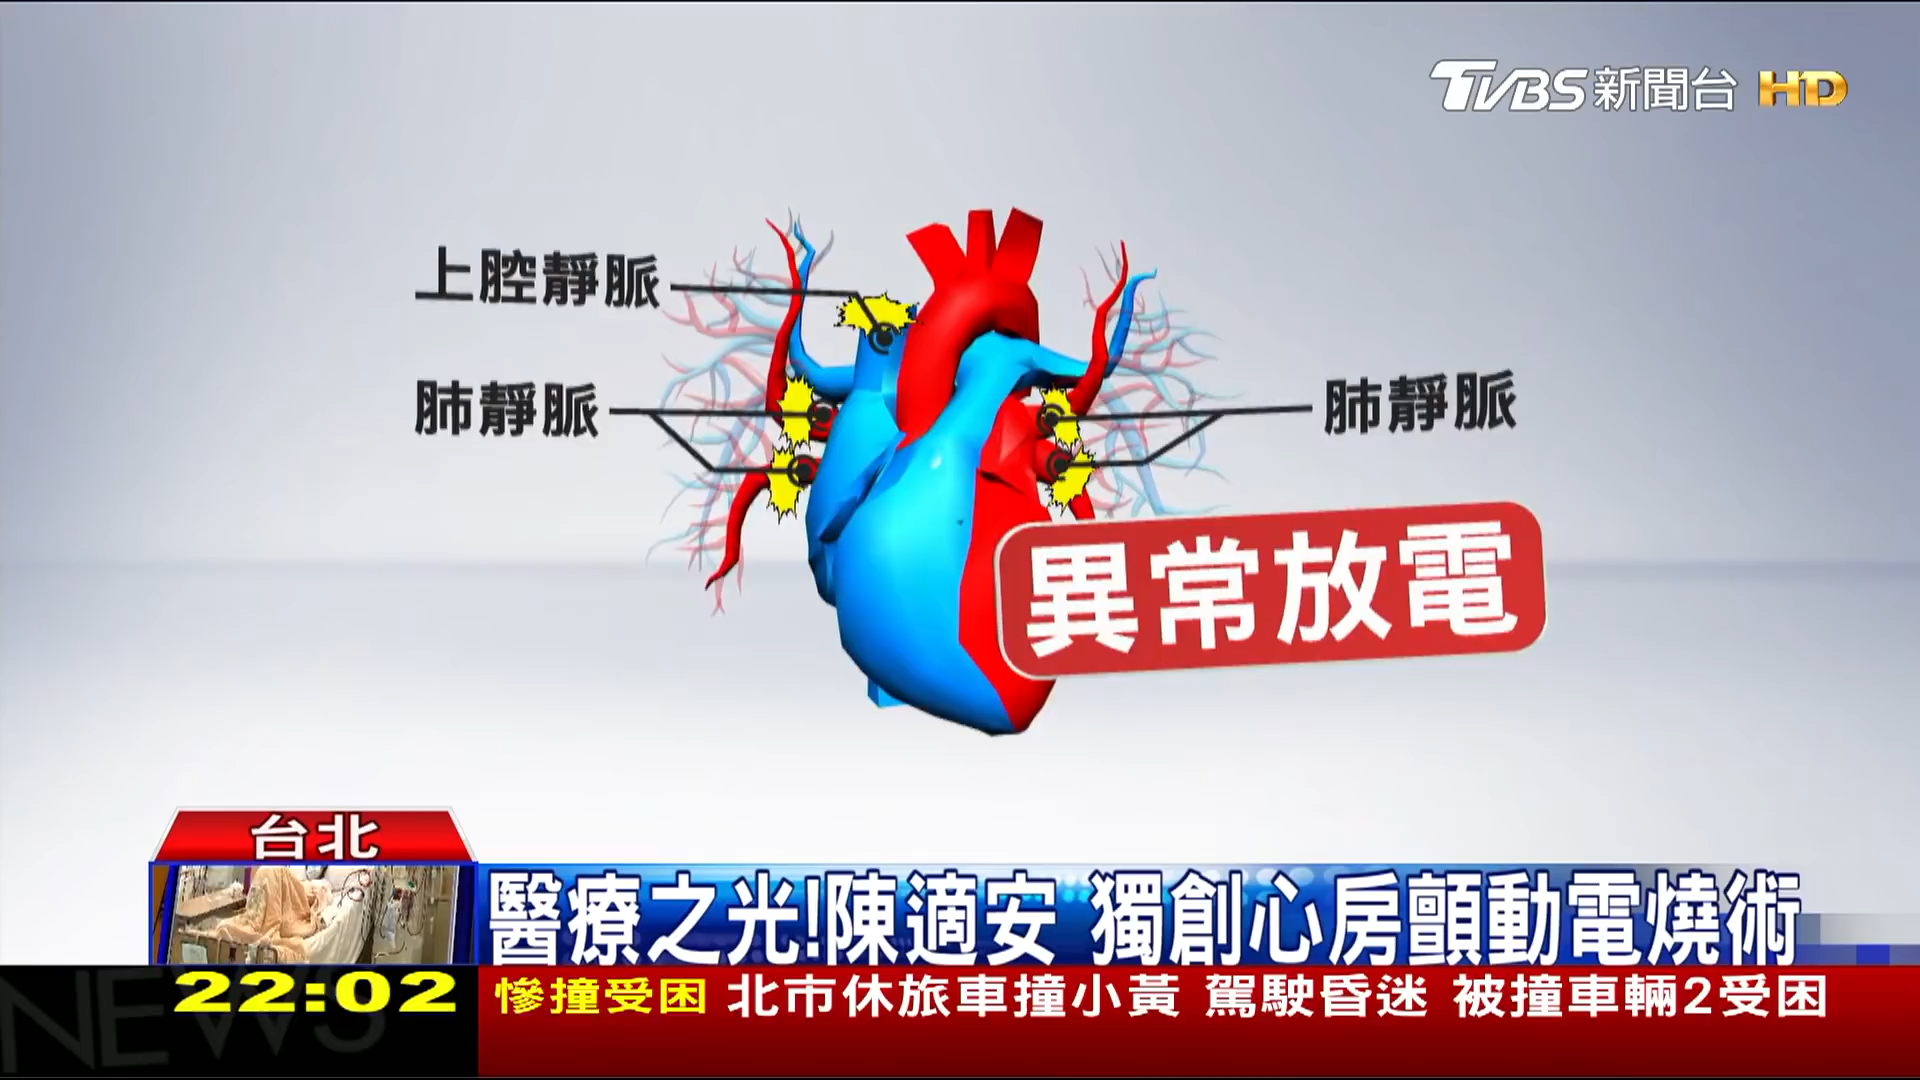 TVBS新聞台 HD
上腔靜脈
肺靜脈
肺靜脈
異常放電
台北
醫療之光!陳適安 獨創心房顫動電燒術
NEWS
22:02
慘撞受困 北市休旅車撞小黃 駕駛昏迷 被撞車輛2受困